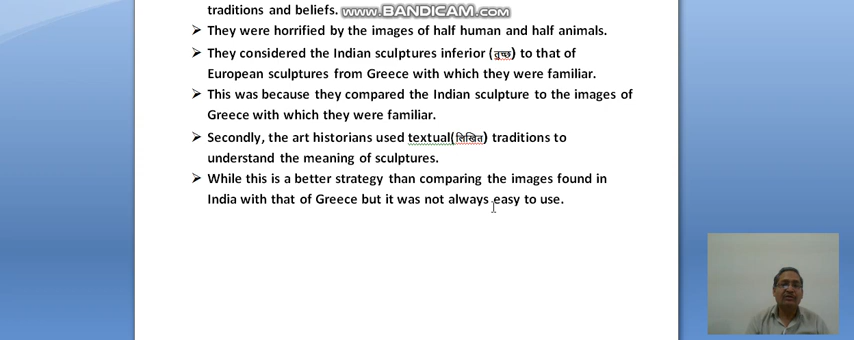 traditions and beliefs.
www.BANDICAM.com
➢ They were horrified by the images of half human and half animals.
➢ They considered the Indian sculptures inferior (तुच्छ) to that of
European sculptures from Greece with which they were familiar.
➢ This was because they compared the Indian sculpture to the images of
Greece with which they were familiar.
➢ Secondly, the art historians used textual(लिखित) traditions to
understand the meaning of sculptures.
➢ While this is a better strategy than comparing the images found in
India with that of Greece but it was not always easy to use.